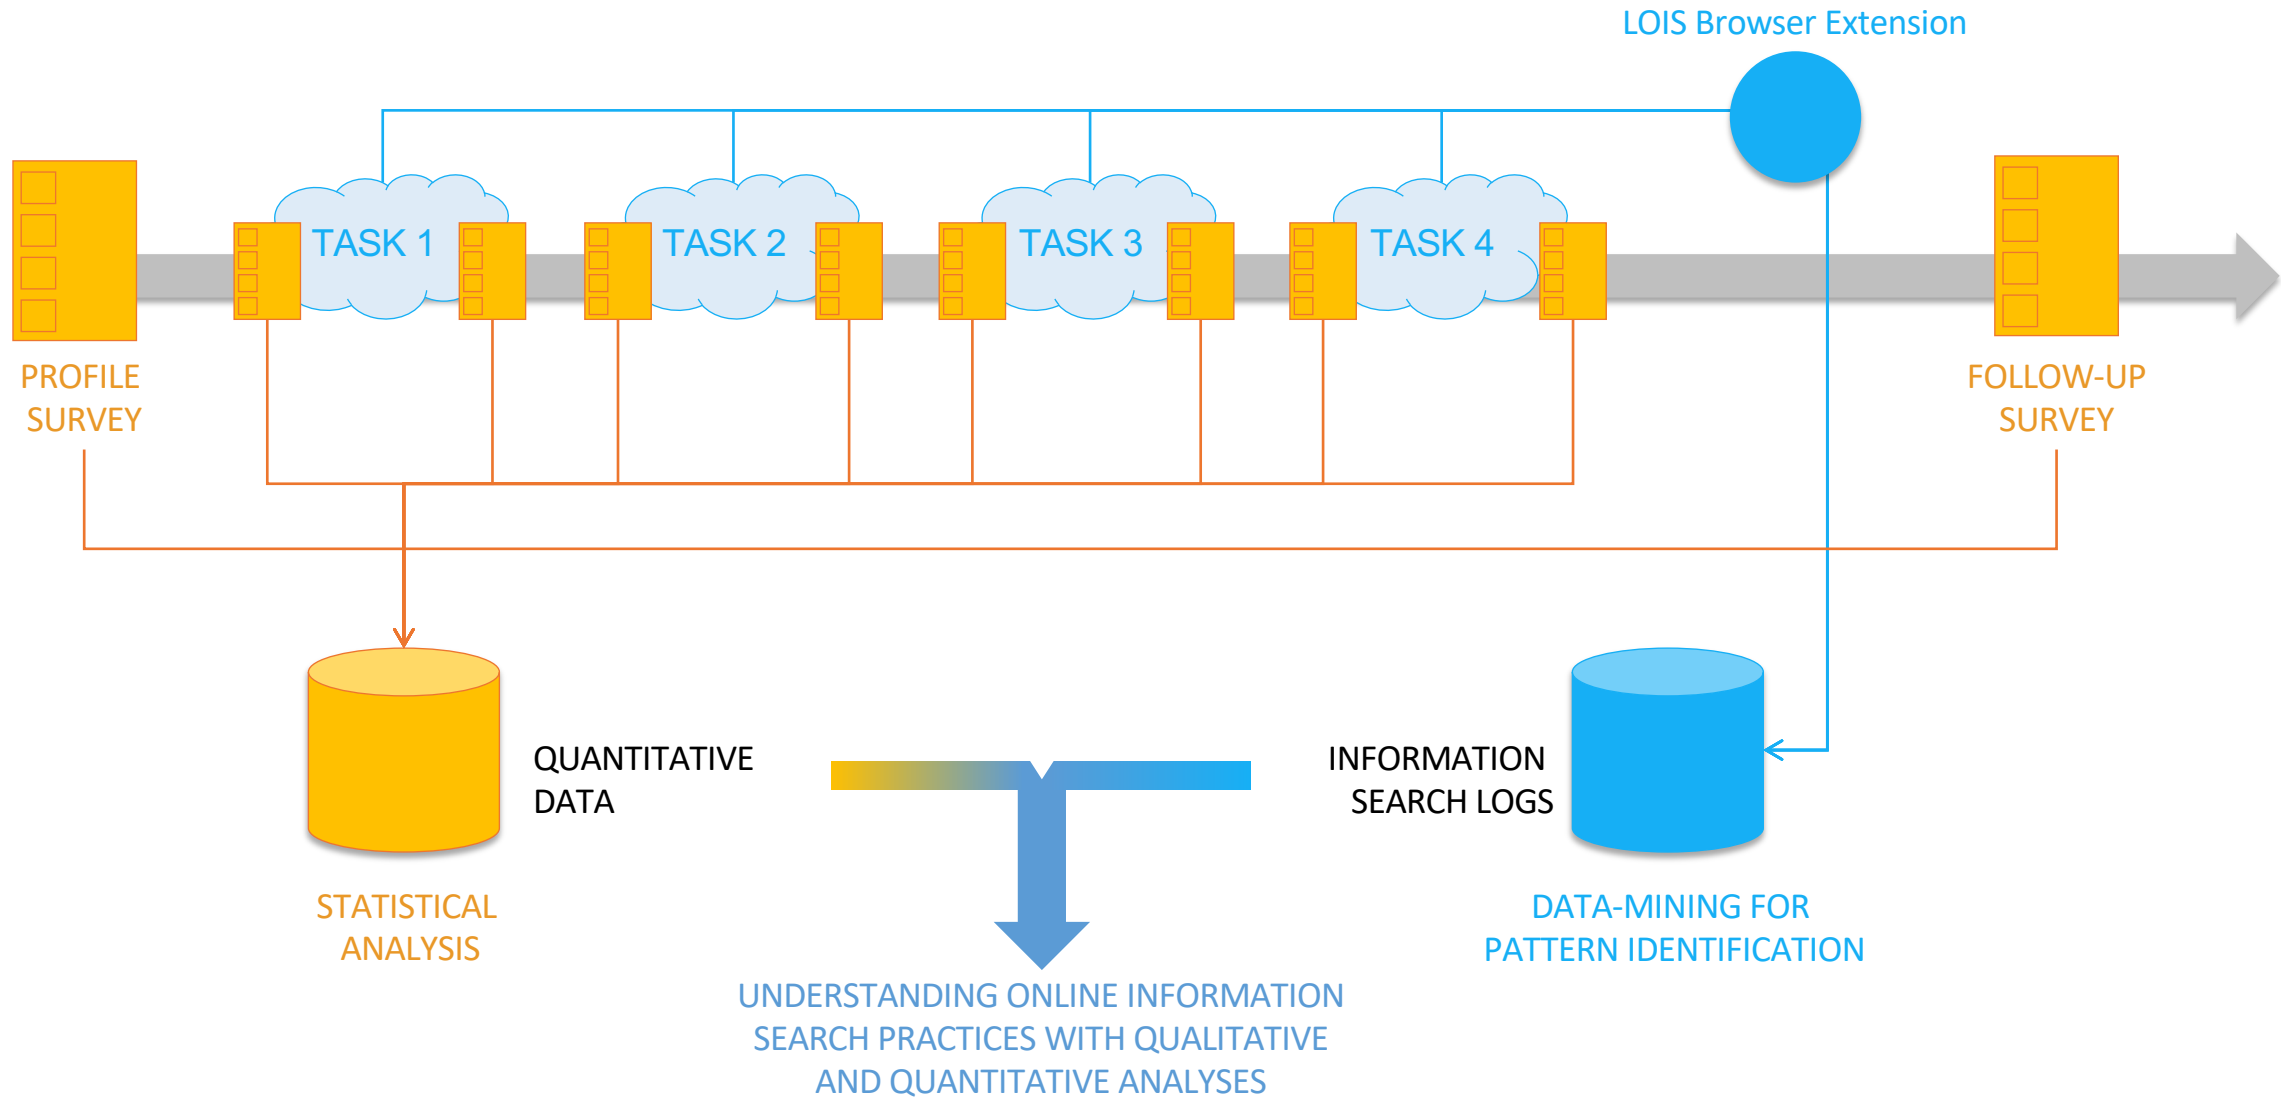 LOIS Browser Extension
TASK 1
TASK 2
TASK 3
TASK 4
PROFILE
SURVEY
FOLLOW-UP
SURVEY
QUANTITATIVE
DATA
INFORMATION
SEARCH LOGS
STATISTICAL
ANALYSIS
DATA-MINING FOR
PATTERN IDENTIFICATION
UNDERSTANDING ONLINE INFORMATION
SEARCH PRACTICES WITH QUALITATIVE
AND QUANTITATIVE ANALYSES